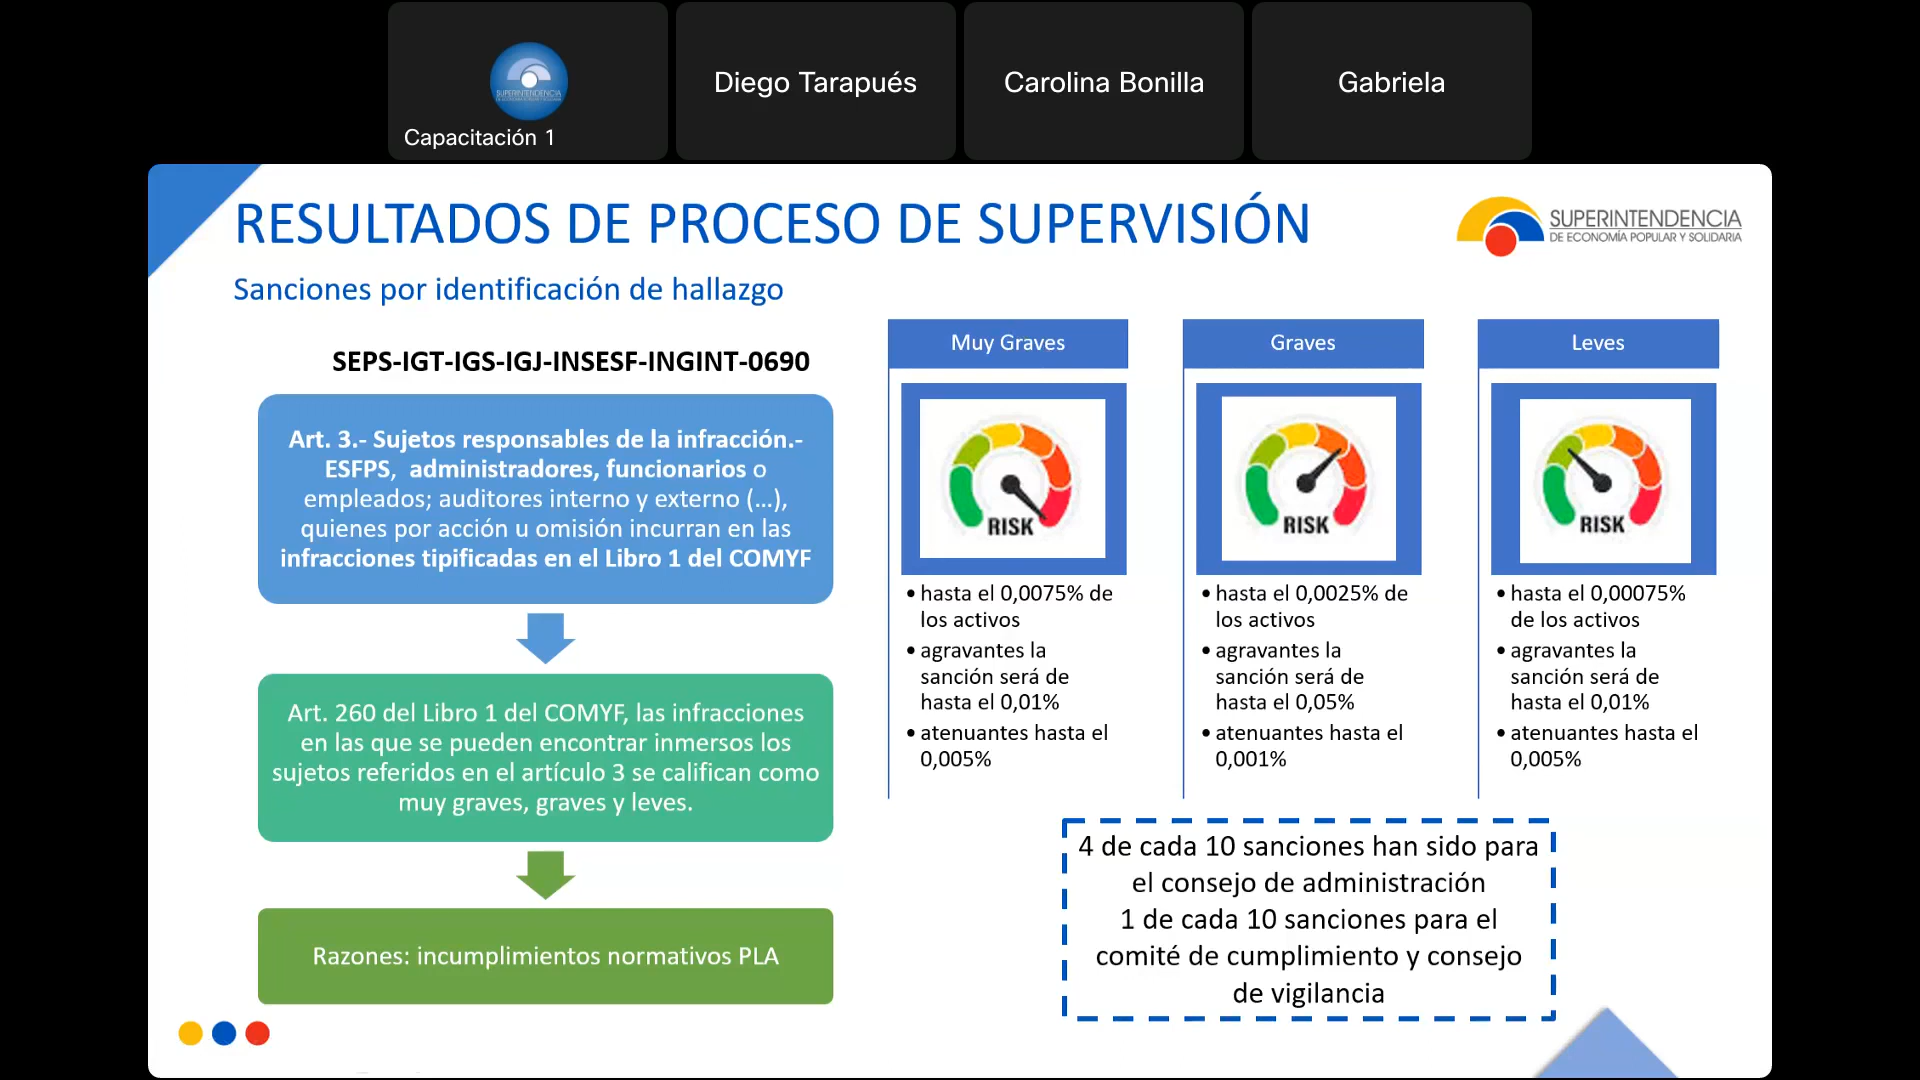 Capacitación 1
Diego Tarapués
Carolina Bonilla
Gabriela
RESULTADOS DE PROCESO DE SUPERVISIÓN
SUPERINTENDENCIA
DE ECONOMÍA POPULAR Y SOLIDARIA
Sanciones por identificación de hallazgo
SEPS-IGT-IGS-IGJ-INSESF-INGINT-0690
Art. 3.- Sujetos responsables de la infracción.-
ESFPS, administradores, funcionarios o
empleados; auditores interno y externo (...),
quienes por acción u omisión incurran en las
infracciones tipificadas en el Libro 1 del COMYF
Art. 260 del Libro 1 del COMYF, las infracciones
en las que se pueden encontrar inmersos los
sujetos referidos en el artículo 3 se califican como
muy graves, graves y leves.
Razones: incumplimientos normativos PLA
Muy Graves
RISK
• hasta el 0,0075% de
los activos
• agravantes la
sanción será de
hasta el 0,01%
• atenuantes hasta el
0,005%
Graves
RISK
• hasta el 0,0025% de
los activos
• agravantes la
sanción será de
hasta el 0,05%
• atenuantes hasta el
0,001%
Leves
RISK
• hasta el 0,00075%
de los activos
• agravantes la
sanción será de
hasta el 0,01%
• atenuantes hasta el
0,005%
4 de cada 10 sanciones han sido para
el consejo de administración
1 de cada 10 sanciones para el
comité de cumplimiento y consejo
de vigilancia